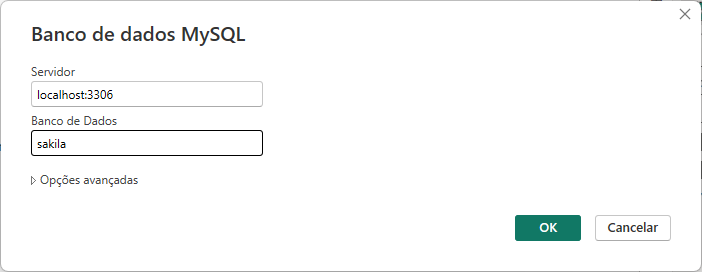 Banco de dados MySQL
Servidor
localhost:3306
Banco de Dados
sakila
Opções avançadas
OK
Cancelar